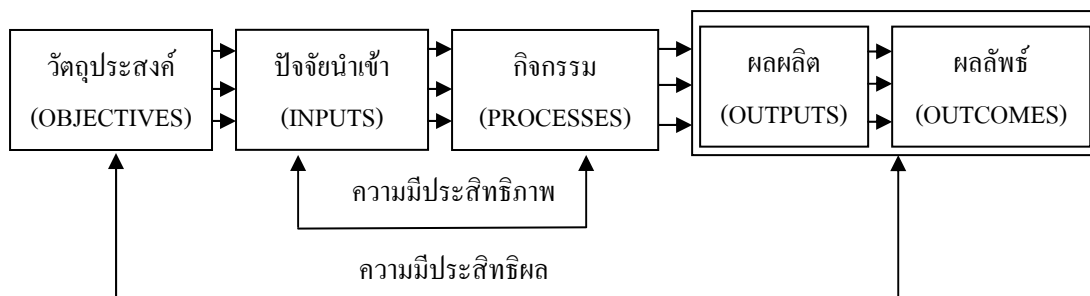 วัตถุประสงค์
(OBJECTIVES)
ปัจจัยนำเข้า
(INPUTS)
กิจกรรม
(PROCESSES)
ผลผลิต
(OUTPUTS)
ผลลัพธ์
(OUTCOMES)
ความมีประสิทธิภาพ
ความมีประสิทธิผล